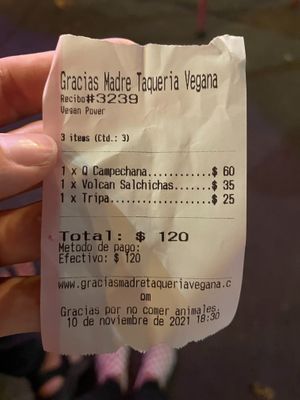 Gracias Madre Taqueria Vegana
Recibo#3239
Vegan Power
3 items (Ctd.: 3)
1 x Q Campechana............$ 60
1 x Volcan Salchichas.......$ 35
1 x Tripa...................$ 25
Total: $ 120
Metodo de pago:
Efectivo: $ 120
www.graciasmadretaqueriavegana.c
om
Gracias por no comer animales.
10 de noviembre de 2021 18:30